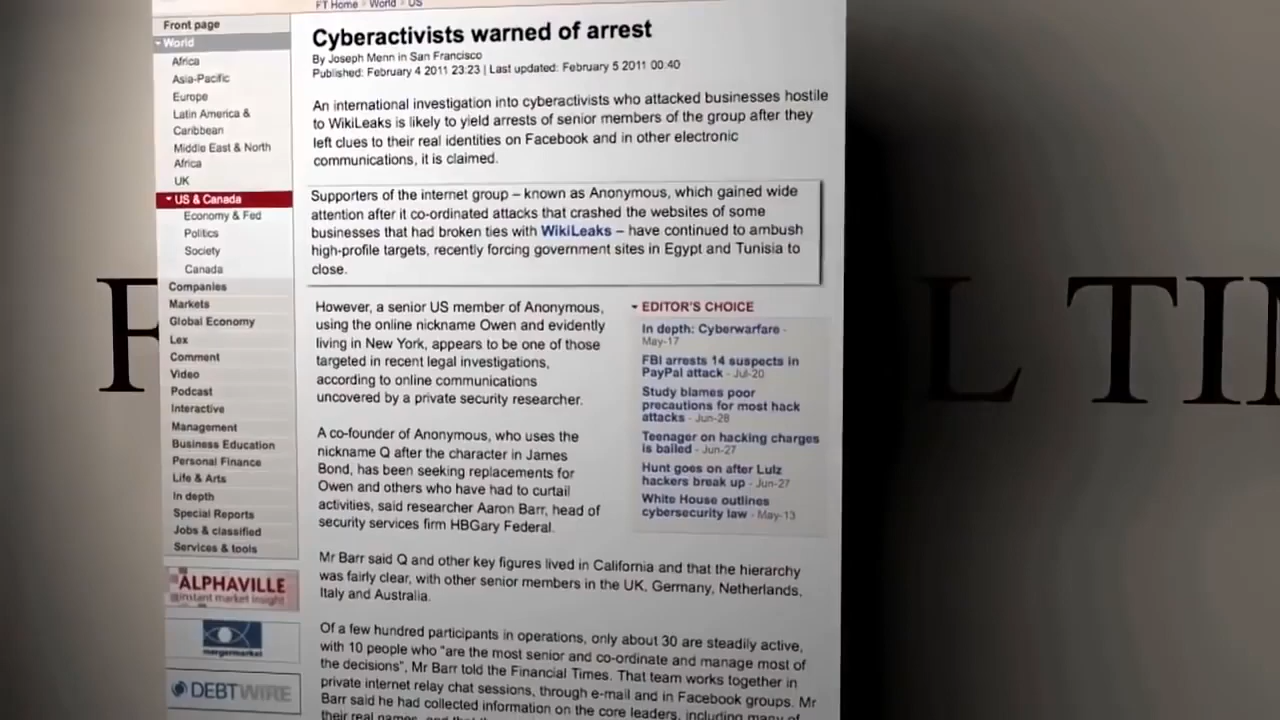 FT Home › World › US
Front page
World
Africa
Asia-Pacific
Europe
Latin America &
Caribbean
Middle East & North
Africa
UK
US & Canada
Economy & Fed
Politics
Society
Canada
Companies
Markets
Global Economy
Lex
Comment
Video
Podcast
Interactive
Management
Business Education
Personal Finance
Life & Arts
In depth
Special Reports
Jobs & classified
Services & tools
ALPHAVILLE
instant market insight
mergermarket
DEBTWIRE
Cyberactivists warned of arrest
By Joseph Menn in San Francisco
Published: February 4 2011 23:23 | Last updated: February 5 2011 00:40
An international investigation into cyberactivists who attacked businesses hostile
to WikiLeaks is likely to yield arrests of senior members of the group after they
left clues to their real identities on Facebook and in other electronic
communications, it is claimed.
Supporters of the internet group – known as Anonymous, which gained wide
attention after it co-ordinated attacks that crashed the websites of some
businesses that had broken ties with WikiLeaks – have continued to ambush
high-profile targets, recently forcing government sites in Egypt and Tunisia to
close.
However, a senior US member of Anonymous,
using the online nickname Owen and evidently
living in New York, appears to be one of those
targeted in recent legal investigations,
according to online communications
uncovered by a private security researcher.
A co-founder of Anonymous, who uses the
nickname Q after the character in James
Bond, has been seeking replacements for
Owen and others who have had to curtail
activities, said researcher Aaron Barr, head of
security services firm HBGary Federal.
EDITOR'S CHOICE
In depth: Cyberwarfare -
May-17
FBI arrests 14 suspects in
PayPal attack - Jul-20
Study blames poor
precautions for most hack
attacks - Jun-28
Teenager on hacking charges
is bailed - Jun-27
Hunt goes on after Lulz
hackers break up - Jun-27
White House outlines
cybersecurity law - May-13
Mr Barr said Q and other key figures lived in California and that the hierarchy
was fairly clear, with other senior members in the UK, Germany, Netherlands,
Italy and Australia.
Of a few hundred participants in operations, only about 30 are steadily active,
with 10 people who "are the most senior and co-ordinate and manage most of
the decisions", Mr Barr told the Financial Times. That team works together in
private internet relay chat sessions, through e-mail and in Facebook groups. Mr
Barr said he had collected information on the core leaders, including many of
their real names, and that
F
L TI